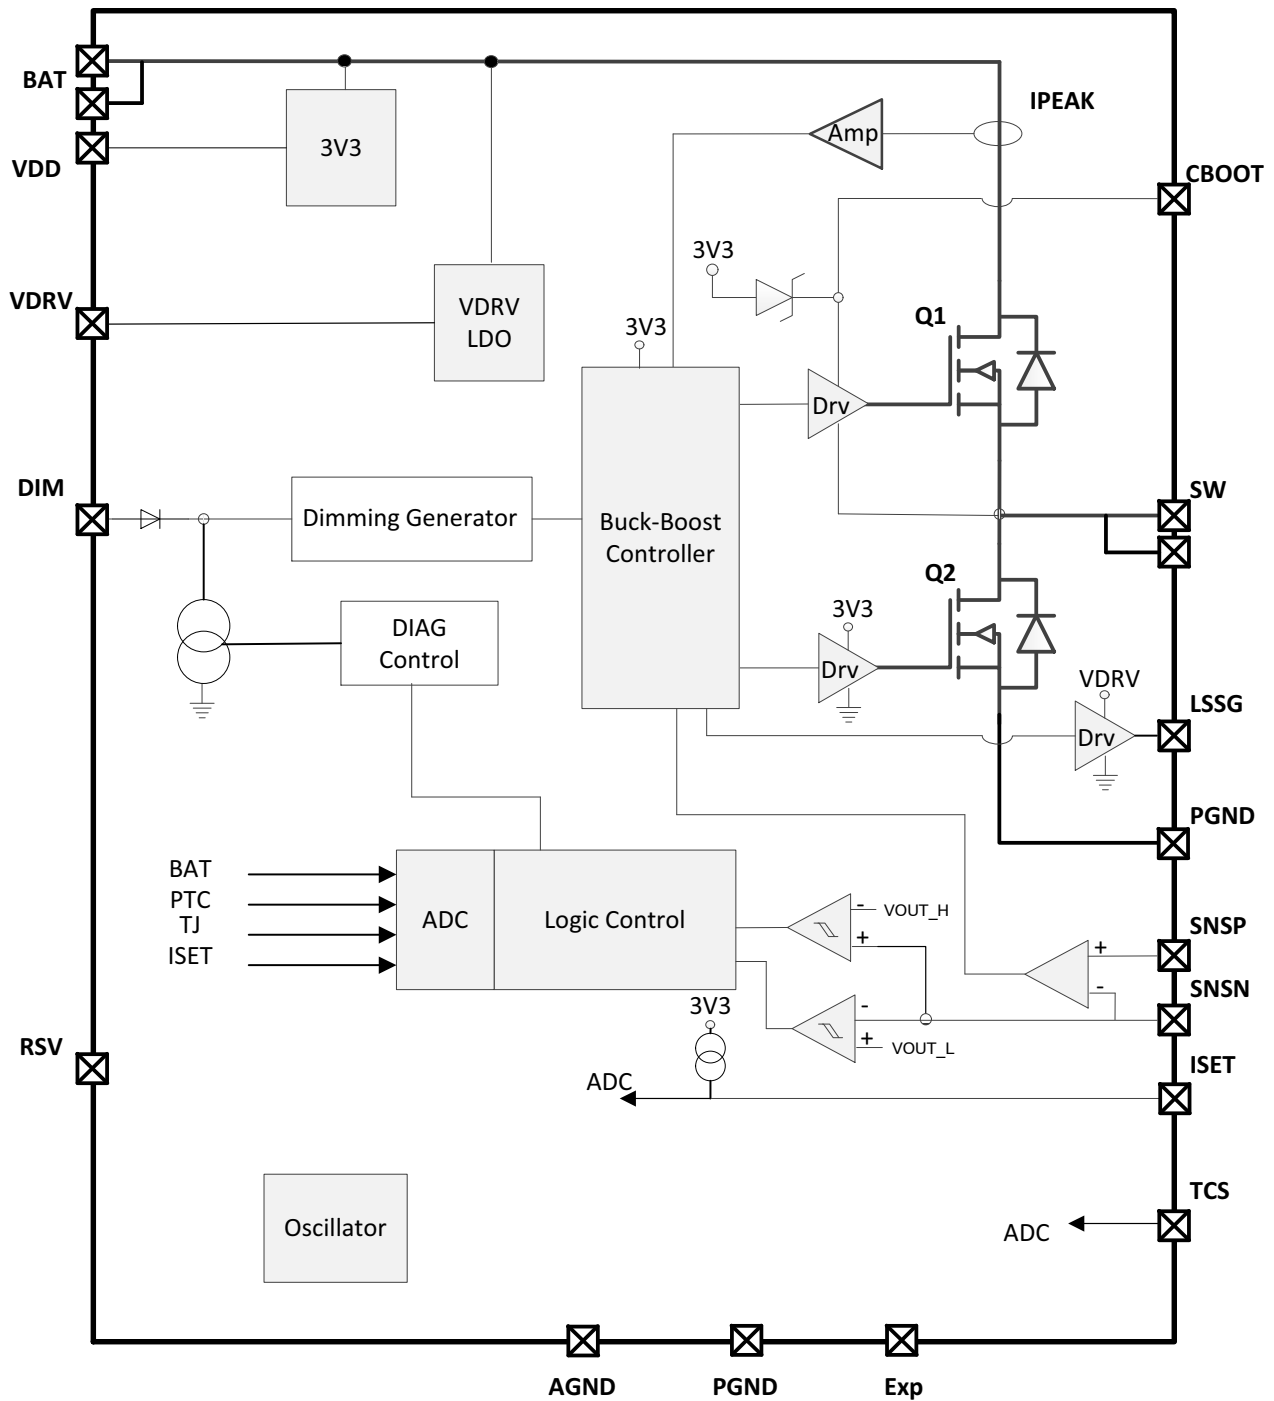 BAT
IPEAK
Amp
3V3
VDD
CBOOT
3V3
VDRV
VDRV
LDO
3V3
Q1
Drv
DIM
SW
Dimming Generator
Buck-Boost
Controller
Q2
3V3
DIAG
Control
Drv
VDRV
LSSG
Drv
PGND
BAT
PTC
TJ
ISET
ADC
Logic Control
- VOUT_H
+
+
SNSP
-
SNSN
3V3
-
+ VOUT_L
RSV
ISET
ADC
TCS
ADC
Oscillator
AGND
PGND
Exp